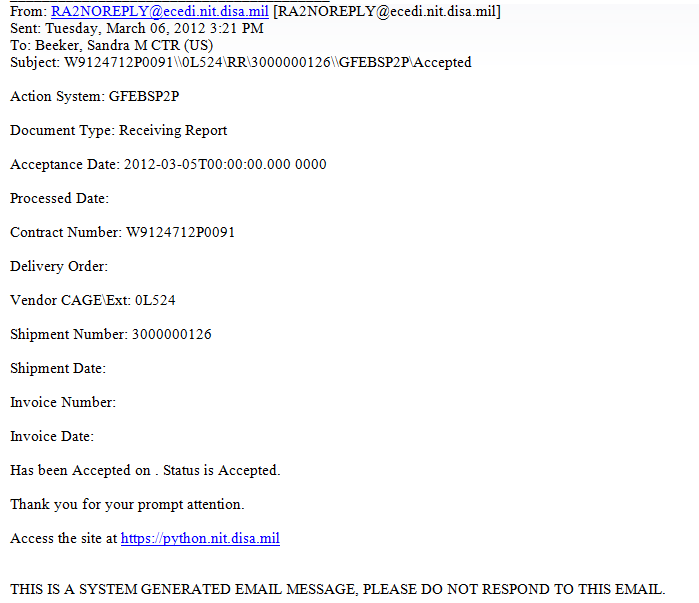 From: RA2NOREPLY@ecedi.nit.disa.mil [RA2NOREPLY@ecedi.nit.disa.mil]
Sent: Tuesday, March 06, 2012 3:21 PM
To: Beeker, Sandra M CTR (US)
Subject: W9124712P0091\\0L524\RR\3000000126\\GFEBSP2P\Accepted
Action System: GFEBSP2P
Document Type: Receiving Report
Acceptance Date: 2012-03-05T00:00:00.000 0000
Processed Date:
Contract Number: W9124712P0091
Delivery Order:
Vendor CAGE\Ext: 0L524
Shipment Number: 3000000126
Shipment Date:
Invoice Number:
Invoice Date:
Has been Accepted on . Status is Accepted.
Thank you for your prompt attention.
Access the site at https://python.nit.disa.mil
THIS IS A SYSTEM GENERATED EMAIL MESSAGE, PLEASE DO NOT RESPOND TO THIS EMAIL.